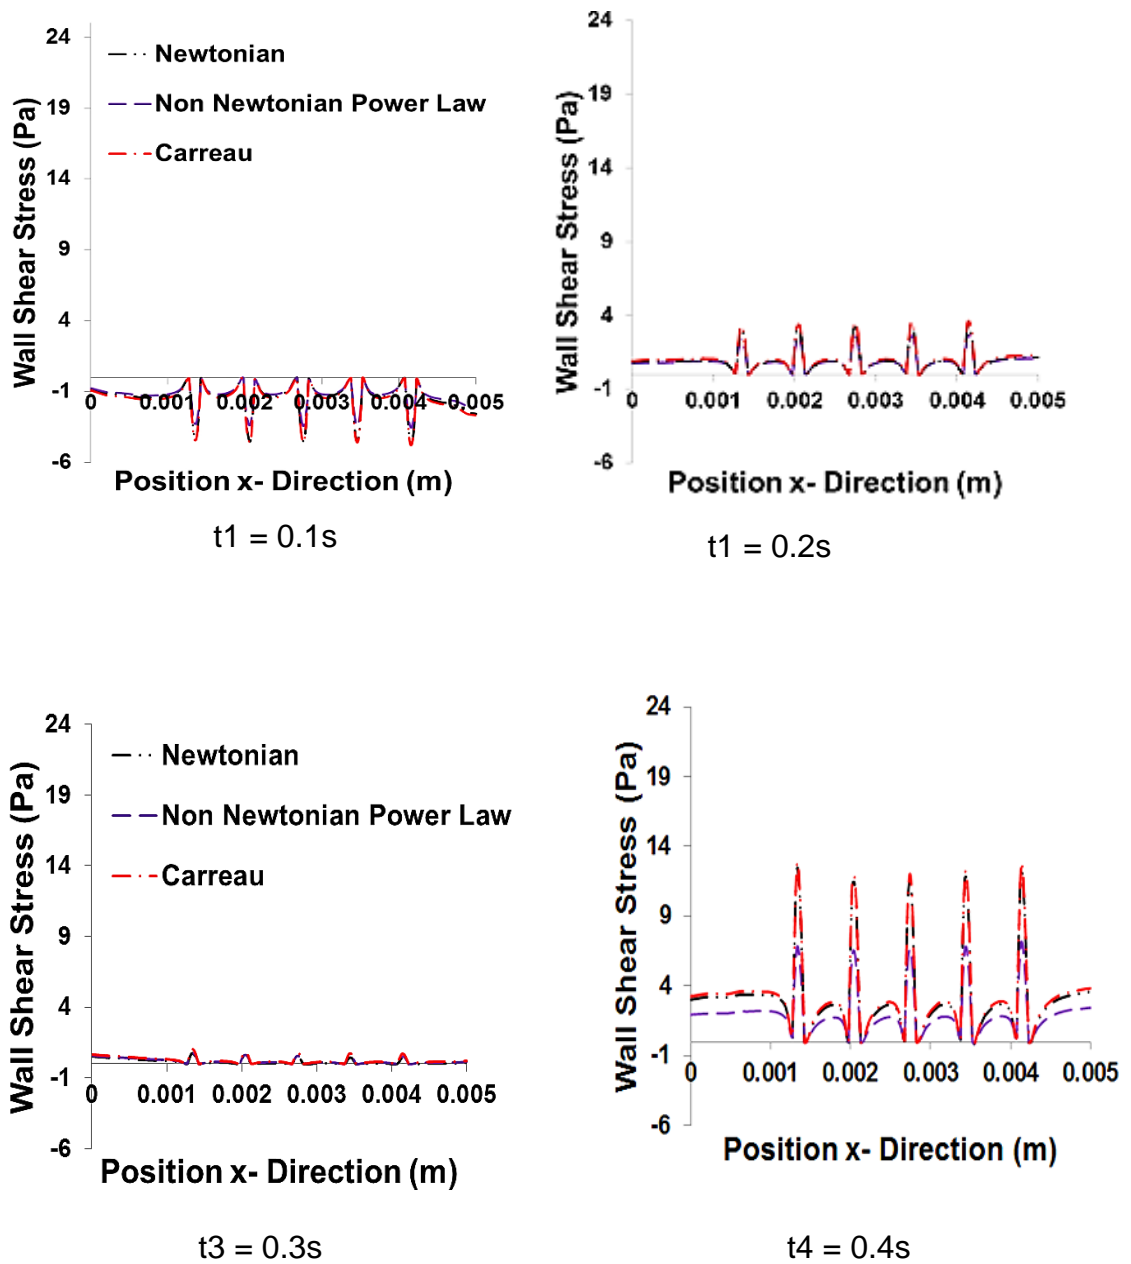 24
Newtonian
Non Newtonian Power Law
19
Carreau
14
9
4
-1
-6
0
0.001
0.002
0.003
0.004
0.005
Wall Shear Stress (Pa)
Position x- Direction (m)
t1 = 0.1s
24
19
14
9
4
-1
-6
0
0.001
0.002
0.003
0.004
0.005
Wall Shear Stress (Pa)
Position x- Direction (m)
t1 = 0.2s
24
Newtonian
19
Non Newtonian Power Law
14
Carreau
9
4
-1
-6
0
0.001
0.002
0.003
0.004
0.005
Wall Shear Stress (Pa)
Position x- Direction (m)
t3 = 0.3s
24
19
14
9
4
-1
-6
0
0.001
0.002
0.003
0.004
0.005
Wall Shear Stress (Pa)
Position x- Direction (m)
t4 = 0.4s